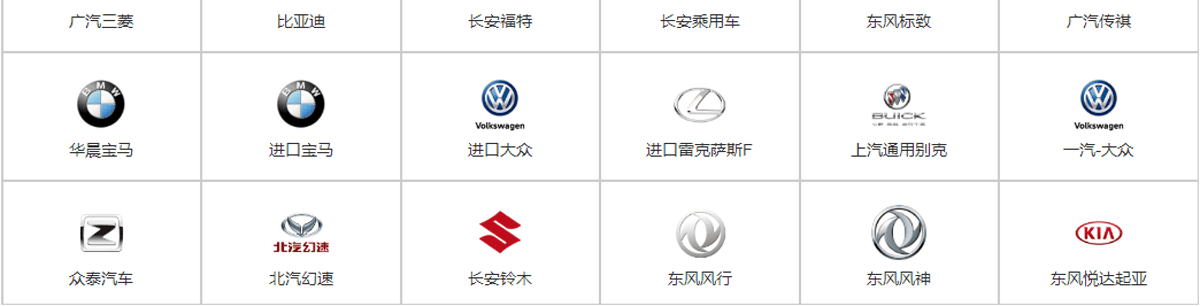 广汽三菱
比亚迪
长安福特
长安乘用车
东风标致
广汽传祺
BMW
BMW
Volkswagen
BUICK
Volkswagen
华晨宝马
进口宝马
进口大众
进口雷克萨斯F
上汽通用别克
一汽-大众
北汽幻速
KIA
众泰汽车
北汽幻速
长安铃木
东风风行
东风风神
东风悦达起亚